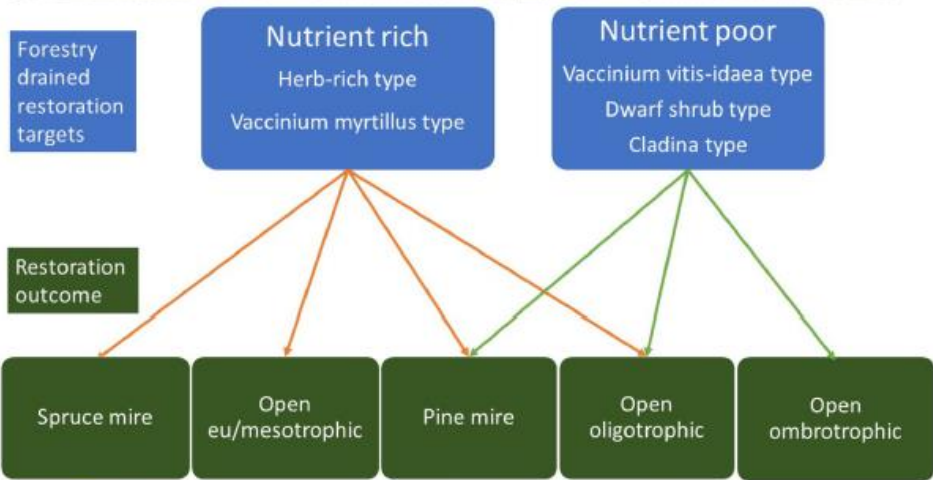 Forestry
drained
restoration
targets
Nutrient rich
Herb-rich type
Vaccinium myrtillus type
Nutrient poor
Vaccinium vitis-idaea type
Dwarf shrub type
Cladina type
Restoration
outcome
Spruce mire
Open
eu/mesotrophic
Pine mire
Open
oligotrophic
Open
ombrotrophic